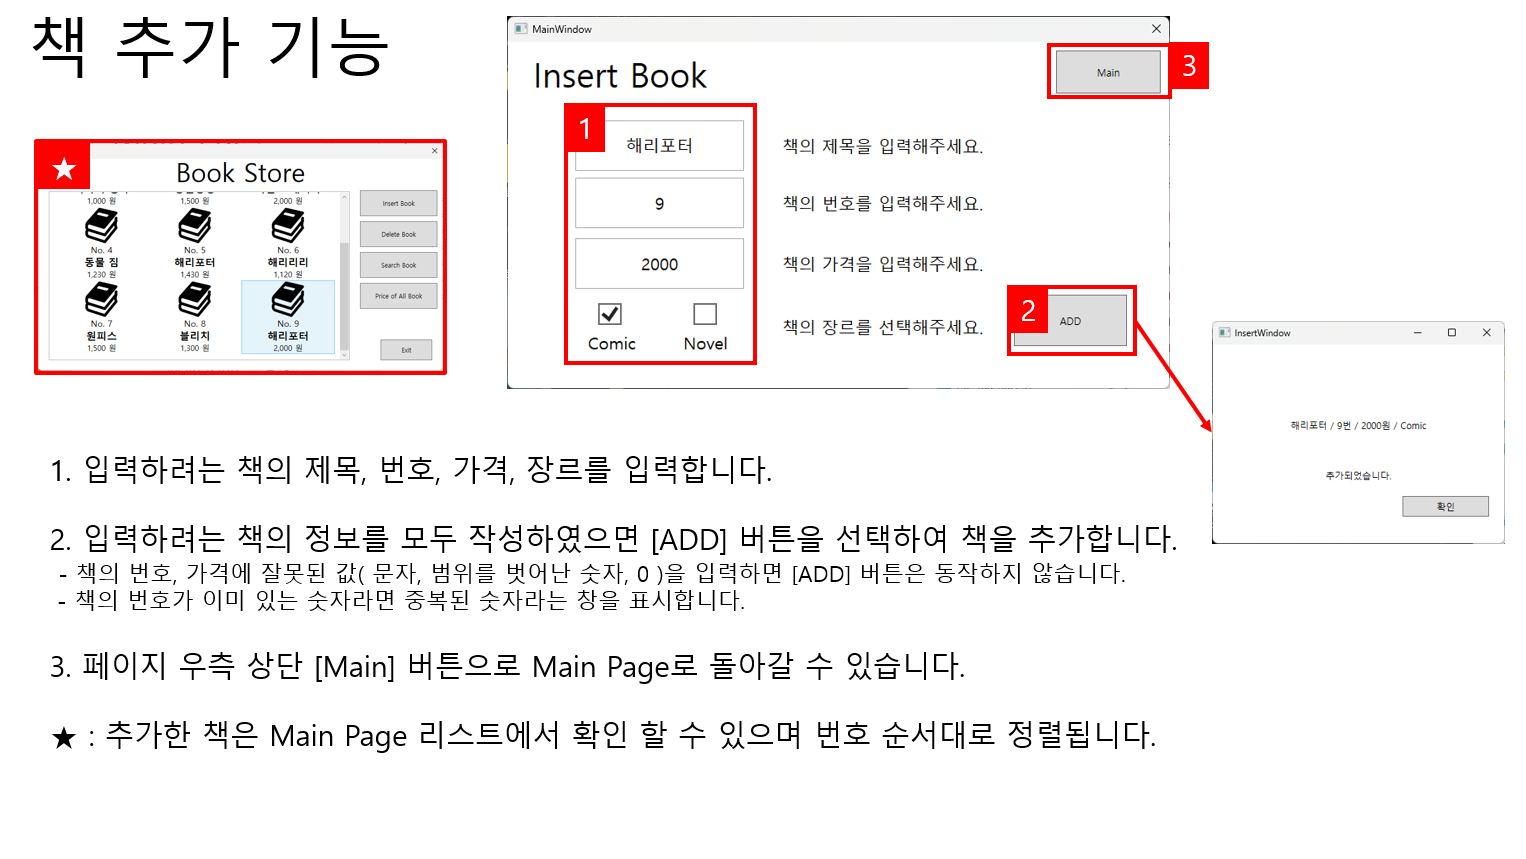 책 추가 기능
★
Book Store
1,000 원 1,500 원 2,000 원
No. 4 No. 5 No. 6
동물 짐 해리포터 해리리리
1,230 원 1,430 원 1,120 원
No. 7 No. 8 No. 9
원피스 블리치 해리포터
1,500 원 1,300 원 2,000 원
Insert Book
Delete Book
Search Book
Price of All Book
Exit
MainWindow
Insert Book
Main
3
1
해리포터 책의 제목을 입력해주세요.
9 책의 번호를 입력해주세요.
2000 책의 가격을 입력해주세요.
Comic Novel 책의 장르를 선택해주세요.
2
ADD
InsertWindow
해리포터 / 9번 / 2000원 / Comic
추가되었습니다.
확인
1. 입력하려는 책의 제목, 번호, 가격, 장르를 입력합니다.
2. 입력하려는 책의 정보를 모두 작성하였으면 [ADD] 버튼을 선택하여 책을 추가합니다.
- 책의 번호, 가격에 잘못된 값( 문자, 범위를 벗어난 숫자, 0 )을 입력하면 [ADD] 버튼은 동작하지 않습니다.
- 책의 번호가 이미 있는 숫자라면 중복된 숫자라는 창을 표시합니다.
3. 페이지 우측 상단 [Main] 버튼으로 Main Page로 돌아갈 수 있습니다.
★ : 추가한 책은 Main Page 리스트에서 확인 할 수 있으며 번호 순서대로 정렬됩니다.